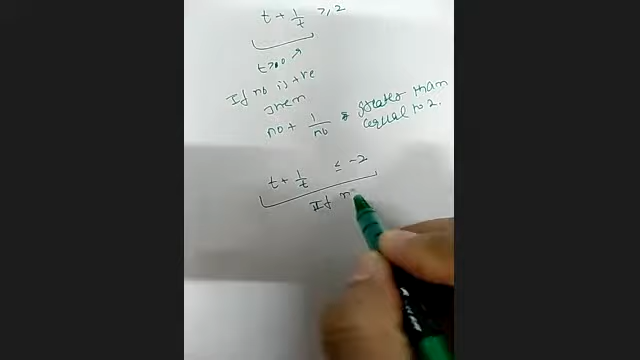 t + 1/t ≥ 2
t > 0
If no is +ve
then
no + 1/no is greater than
equal to 2.
t + 1/t ≤ -2
If n